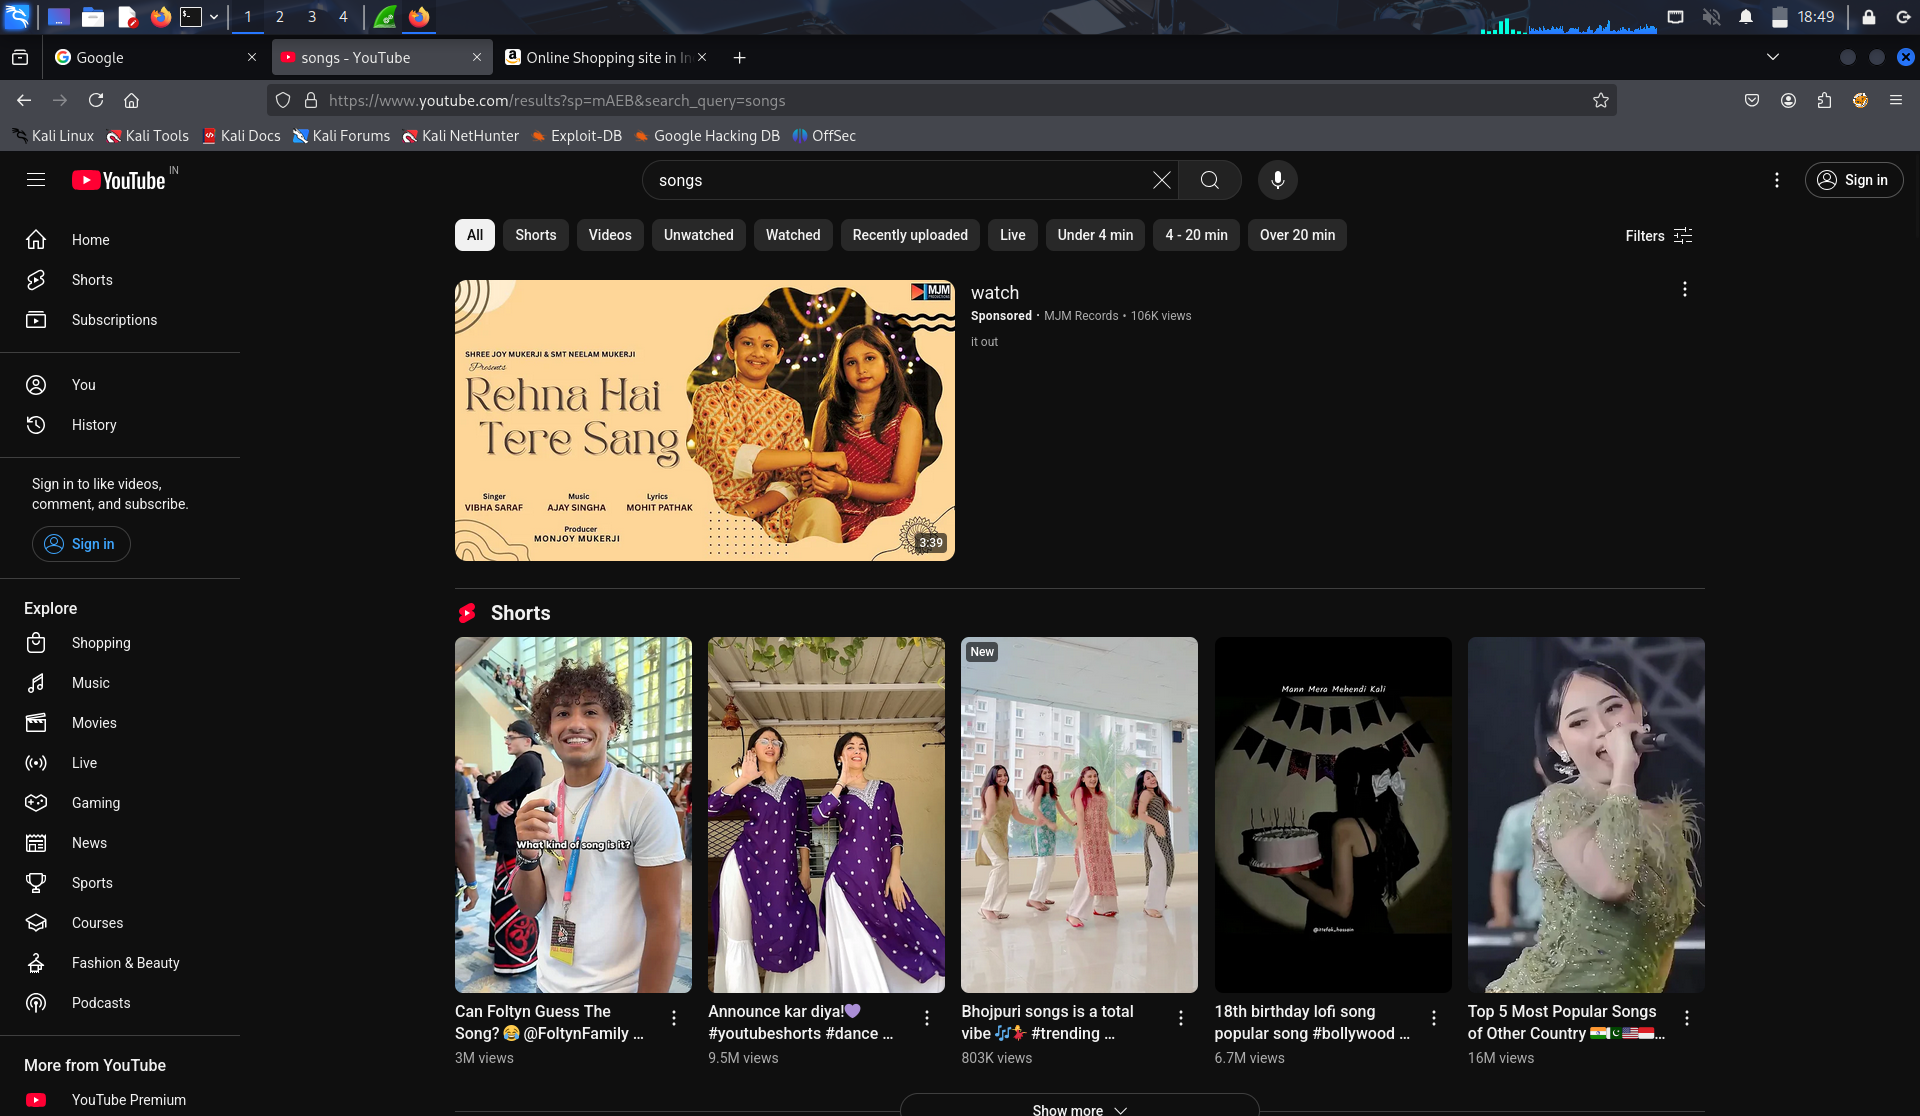 1 2 3 4
18:49
Google
songs - YouTube
Online Shopping site in In
https://www.youtube.com/results?sp=mAEB&search_query=songs
Kali Linux Kali Tools Kali Docs Kali Forums Kali NetHunter Exploit-DB Google Hacking DB OffSec
YouTube IN
songs
Sign in
Home
Shorts
Subscriptions
You
History
Sign in to like videos,
comment, and subscribe.
Sign in
Explore
Shopping
Music
Movies
Live
Gaming
News
Sports
Courses
Fashion & Beauty
Podcasts
More from YouTube
YouTube Premium
All Shorts Videos Unwatched Watched Recently uploaded Live Under 4 min 4 - 20 min Over 20 min
Filters
MJM
SHREE JOY MUKERJI & SMT NEELAM MUKERJI
Presents
Rehna Hai
Tere Sang
Singer
VIBHA SARAF
Music
AJAY SINGHA
Lyrics
MOHIT PATHAK
Producer
MONJOY MUKERJI
3:39
watch
Sponsored · MJM Records • 106K views
it out
Shorts
What kind of song is it?
Can Foltyn Guess The
Song? 😂 @FoltynFamily ...
3M views
Announce kar diya!💜
#youtubeshorts #dance ...
9.5M views
New
Bhojpuri songs is a total
vibe 🎶💃 #trending ...
803K views
Mann Mera Mehendi Kali
@ittefak_hossain
18th birthday lofi song
popular song #bollywood ...
6.7M views
Top 5 Most Popular Songs
of Other Country 🇮🇳🇵🇰🇺🇸🇮🇩...
16M views
Show more